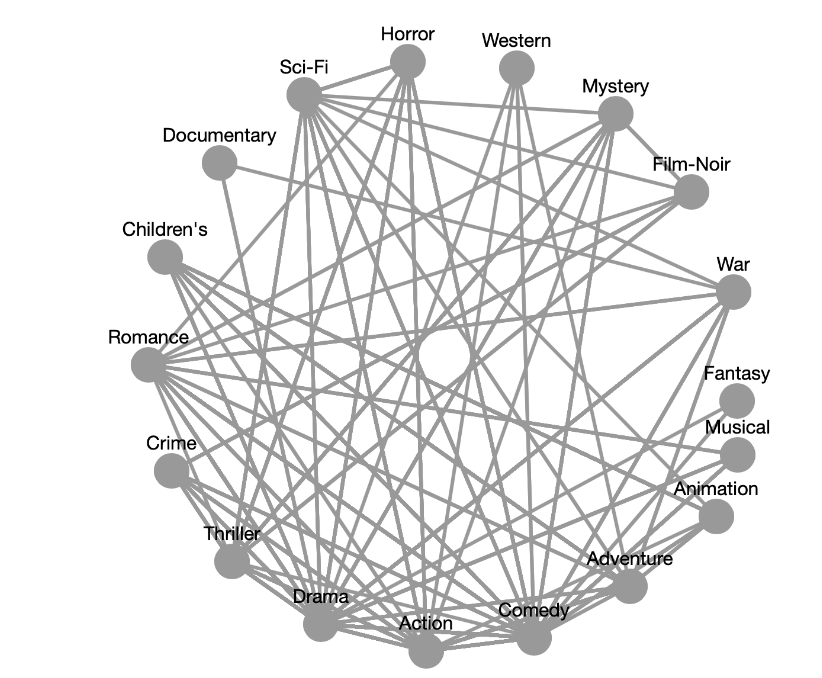 Horror
Western
Sci-Fi
Mystery
Documentary
Film-Noir
Children's
War
Romance
Fantasy
Musical
Crime
Animation
Thriller
Adventure
Drama
Comedy
Action